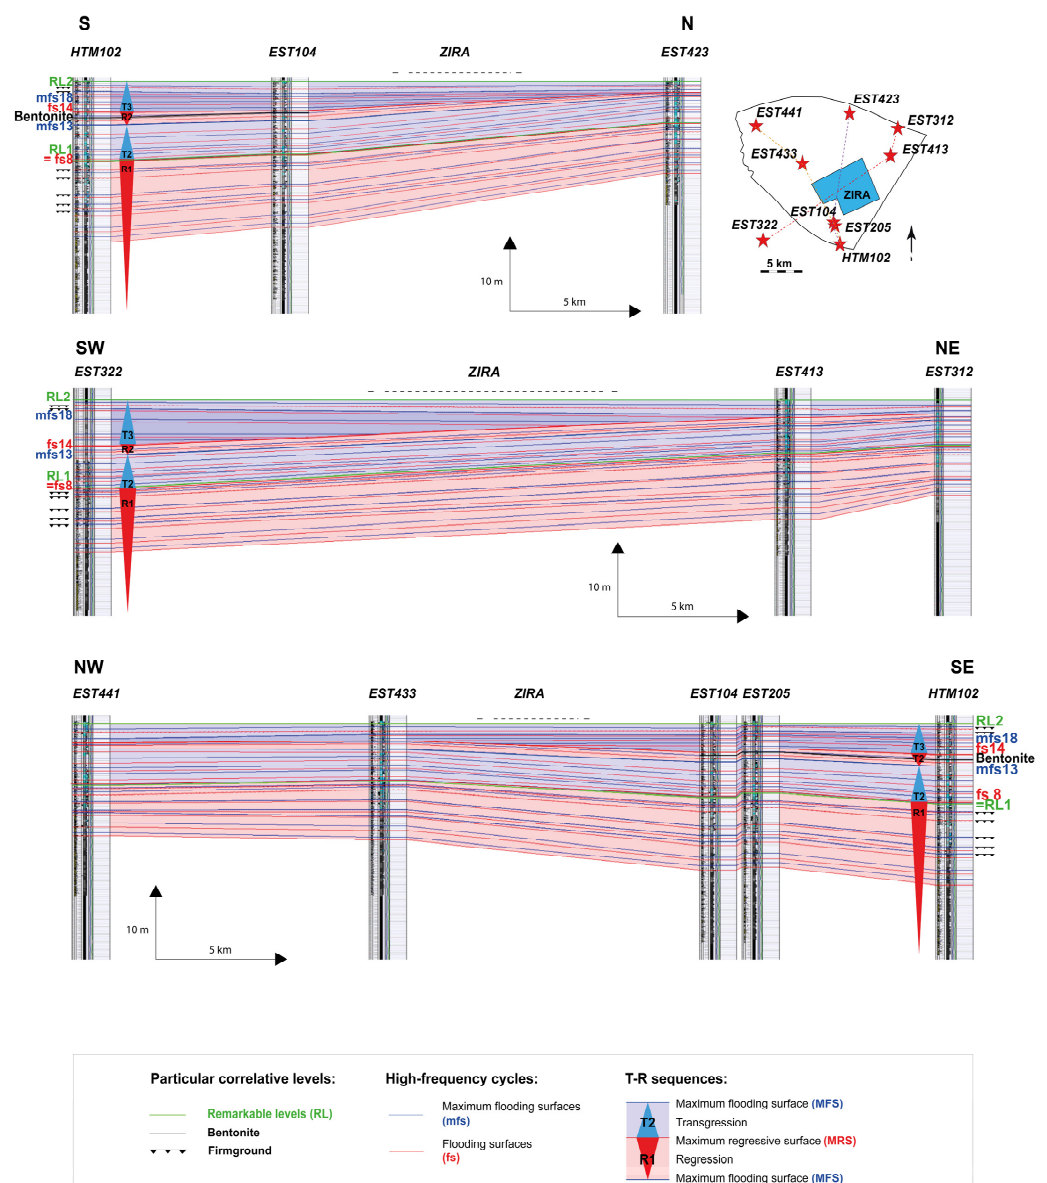 S
N
HTM102
EST104
ZIRA
EST423
RL2
mfs18
fs14
Bentonite
mfs13
RL1
= fs8
T3
R2
T2
R1
10 m
5 km
EST441
EST423
EST312
EST433
EST413
ZIRA
EST104
EST322
EST205
HTM102
5 km
SW
NE
EST322
ZIRA
EST413
EST312
RL2
mfs18
fs14
mfs13
RL1
=fs8
T3
R2
T2
R1
10 m
5 km
NW
SE
EST441
EST433
ZIRA
EST104
EST205
HTM102
RL2
mfs18
fs14
Bentonite
mfs13
fs 8
=RL1
T3
T2
T2
R1
10 m
5 km
Particular correlative levels:
Remarkable levels (RL)
Bentonite
Firmground
High-frequency cycles:
Maximum flooding surfaces
(mfs)
Flooding surfaces
(fs)
T-R sequences:
Maximum flooding surface (MFS)
T2
Transgression
Maximum regressive surface (MRS)
R1
Regression
Maximum flooding surface (MFS)